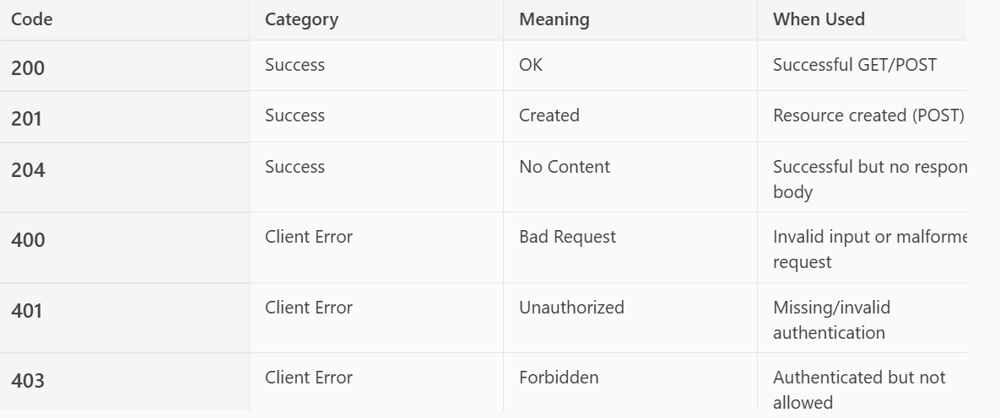 Code Category Meaning When Used
200 Success OK Successful GET/POST
201 Success Created Resource created (POST)
204 Success No Content Successful but no respon
body
400 Client Error Bad Request Invalid input or malforme
request
401 Client Error Unauthorized Missing/invalid
authentication
403 Client Error Forbidden Authenticated but not
allowed